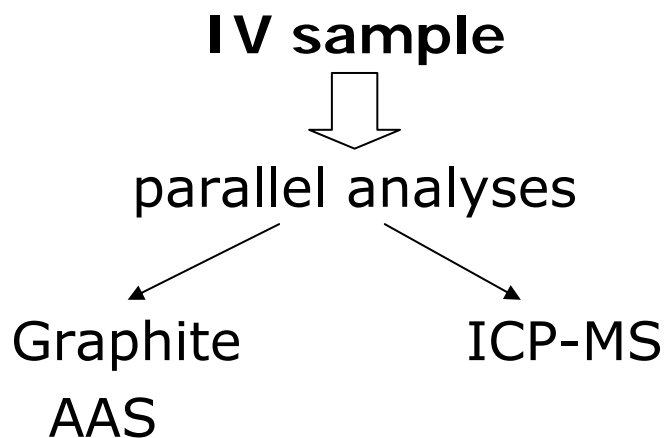 IV sample
parallel analyses
Graphite
AAS
ICP-MS